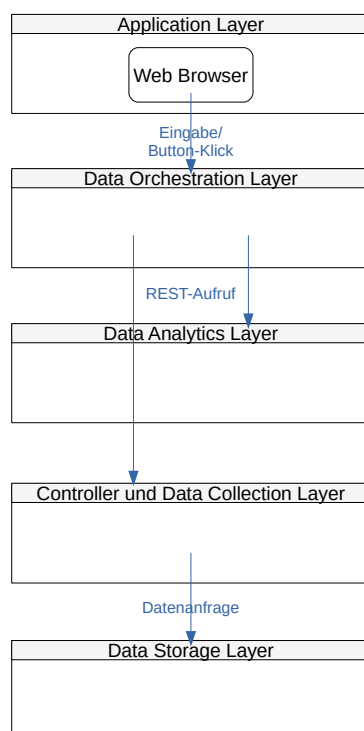 Application Layer
Web Browser
Eingabe/
Button-Klick
Data Orchestration Layer
REST-Aufruf
Data Analytics Layer
Controller und Data Collection Layer
Datenanfrage
Data Storage Layer